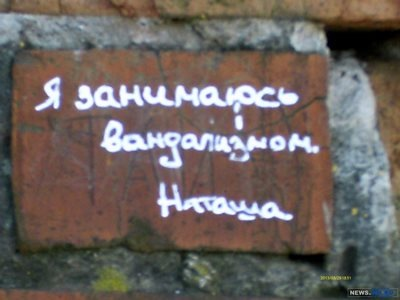 Я занимаюсь
вандализмом.
Наташа